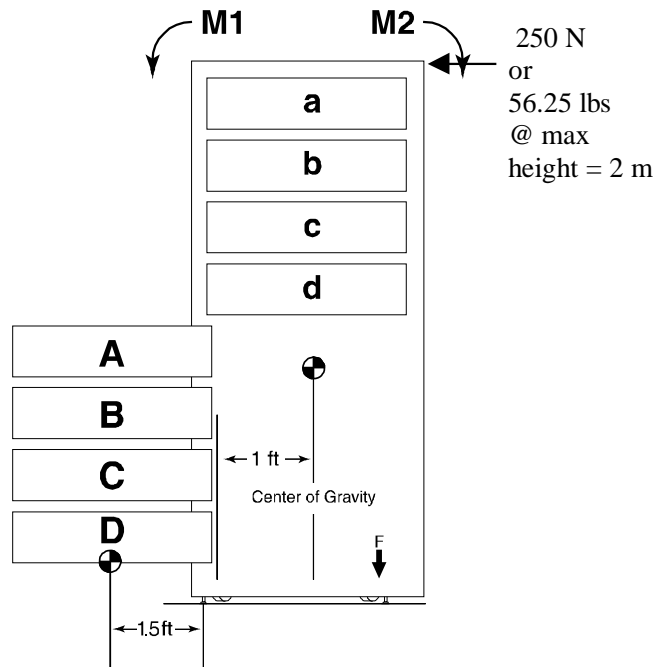 M1
M2
250 N
or
56.25 lbs
@ max
height = 2 m
a
b
c
d
A
B
C
D
1 ft
Center of Gravity
F
1.5ft